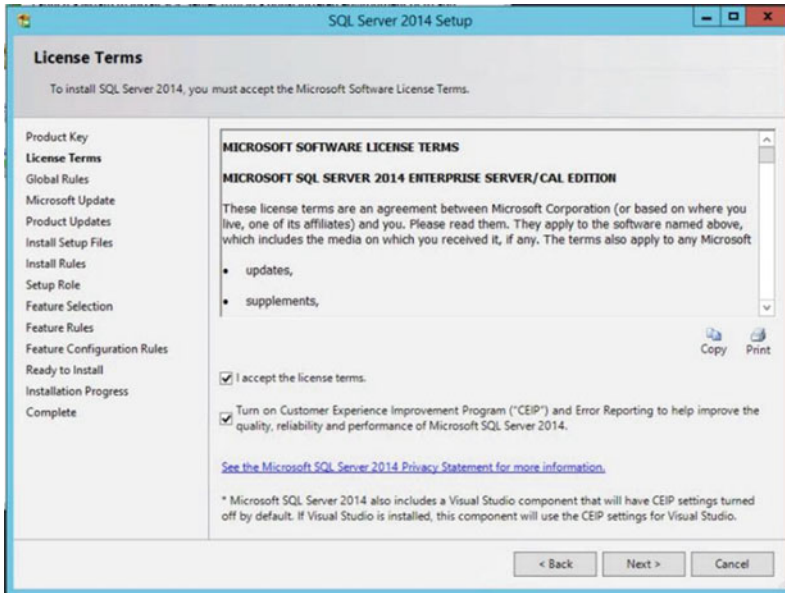 SQL Server 2014 Setup
License Terms
To install SQL Server 2014, you must accept the Microsoft Software License Terms.
Product Key
License Terms
Global Rules
Microsoft Update
Product Updates
Install Setup Files
Install Rules
Setup Role
Feature Selection
Feature Rules
Feature Configuration Rules
Ready to Install
Installation Progress
Complete
MICROSOFT SOFTWARE LICENSE TERMS
MICROSOFT SQL SERVER 2014 ENTERPRISE SERVER/CAL EDITION
These license terms are an agreement between Microsoft Corporation (or based on where you
live, one of its affiliates) and you. Please read them. They apply to the software named above,
which includes the media on which you received it, if any. The terms also apply to any Microsoft
• updates,
• supplements,
Copy Print
I accept the license terms.
Turn on Customer Experience Improvement Program ("CEIP") and Error Reporting to help improve the
quality, reliability and performance of Microsoft SQL Server 2014.
See the Microsoft SQL Server 2014 Privacy Statement for more information.
* Microsoft SQL Server 2014 also includes a Visual Studio component that will have CEIP settings turned
off by default. If Visual Studio is installed, this component will use the CEIP settings for Visual Studio.
< Back Next > Cancel